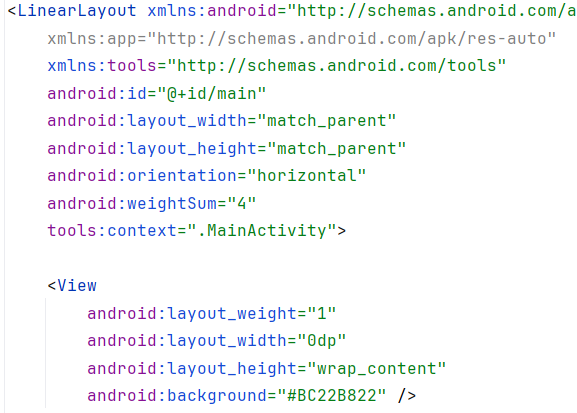 <LinearLayout xmlns:android="http://schemas.android.com/a
xmlns:app="http://schemas.android.com/apk/res-auto"
xmlns:tools="http://schemas.android.com/tools"
android:id="@+id/main"
android:layout_width="match_parent"
android:layout_height="match_parent"
android:orientation="horizontal"
android:weightSum="4"
tools:context=".MainActivity">
<View
android:layout_weight="1"
android:layout_width="0dp"
android:layout_height="wrap_content"
android:background="#BC22B822" />